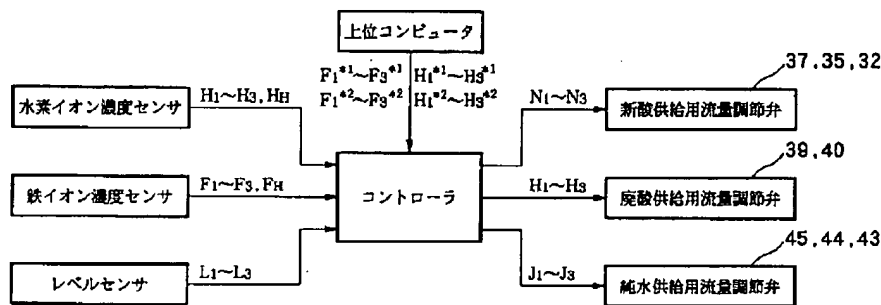 上位コンピュータ
37,35,32
F1*1～F3*1 H1*1～H3*1
F1*2～F3*2 H1*2～H3*2
水素イオン濃度センサ
H1～H3,HH
N1～N3
新酸供給用流量調節弁
39,40
鉄イオン濃度センサ
F1～F3,FH
コントローラ
H1～H3
廃酸供給用流量調節弁
45,44,43
レベルセンサ
L1～L3
J1～J3
純水供給用流量調節弁